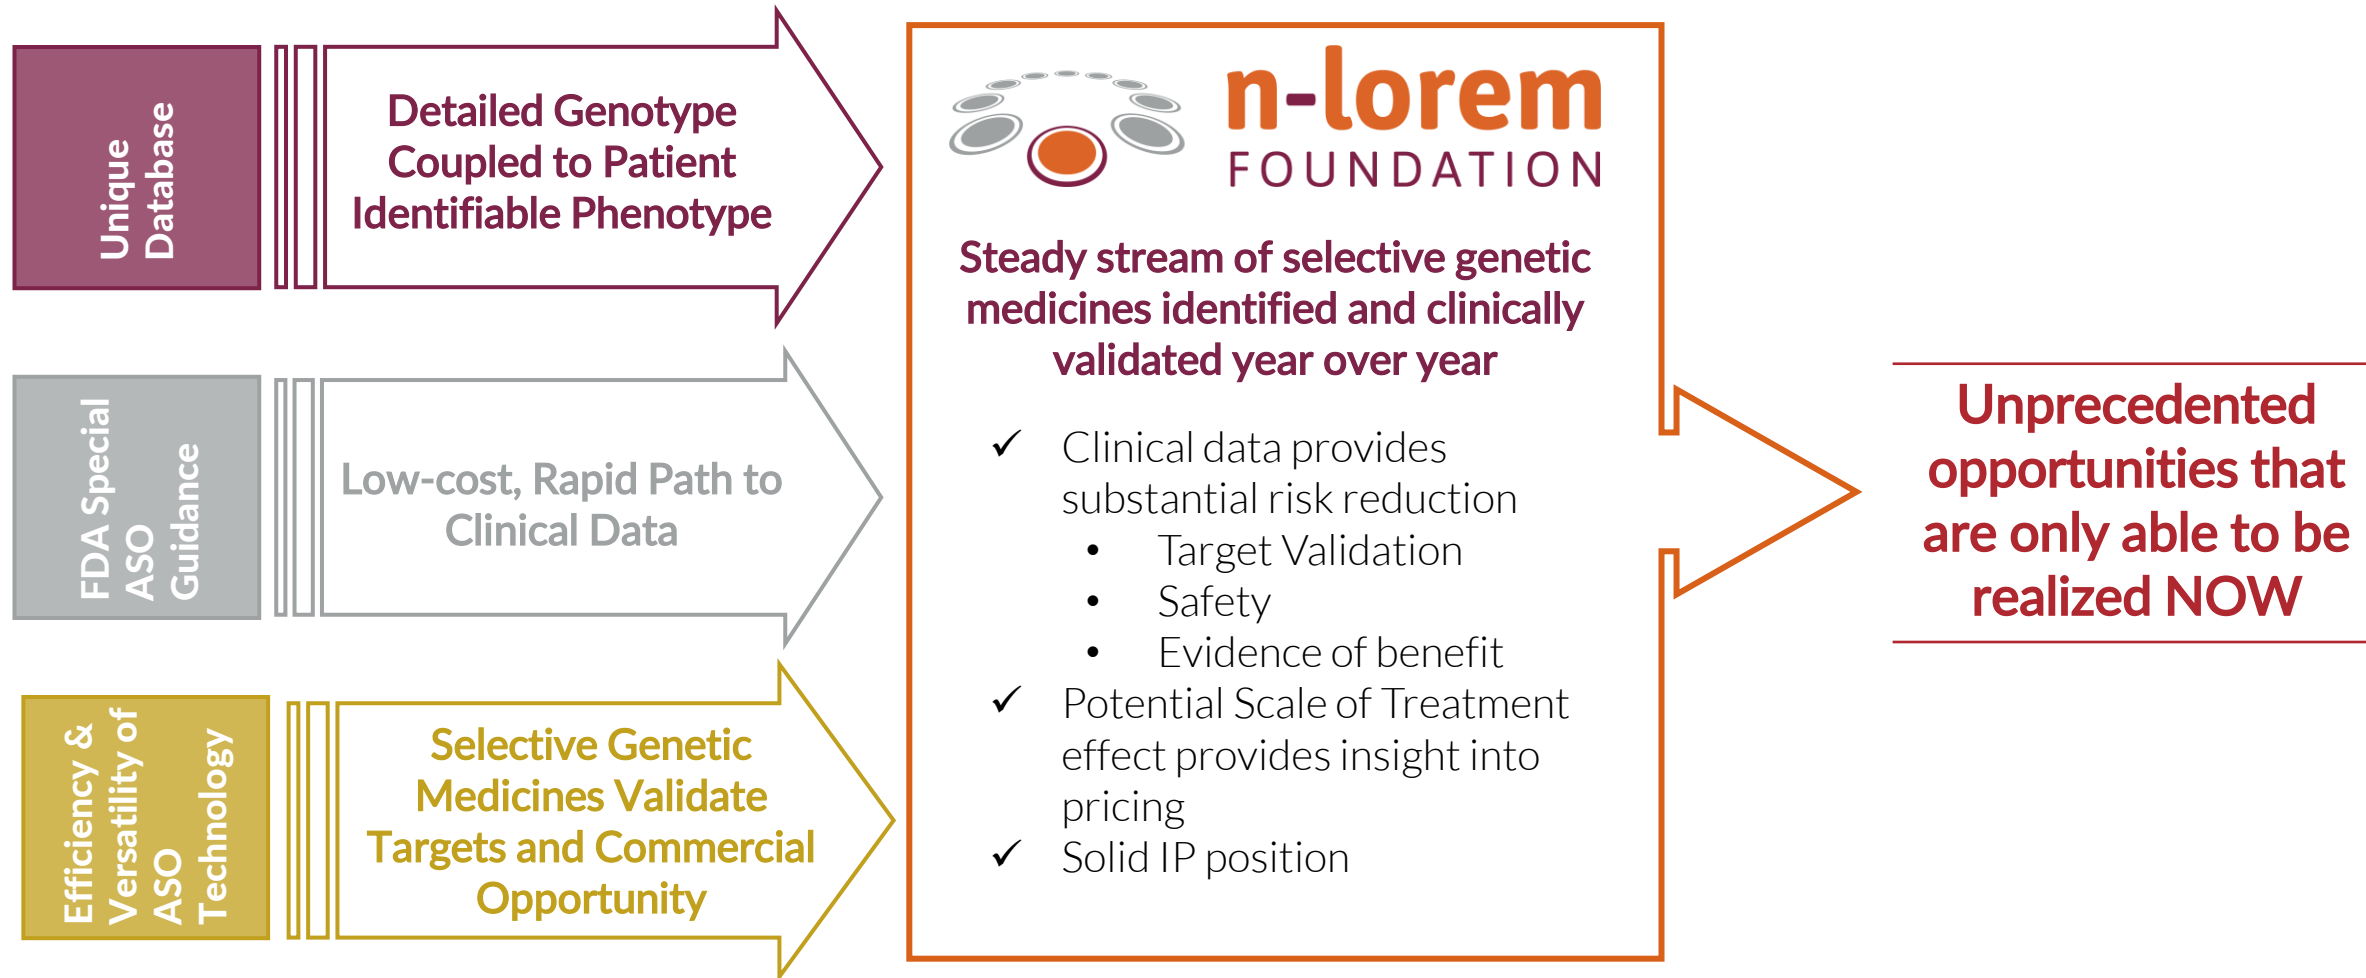 Unique
Database
Detailed Genotype
Coupled to Patient
Identifiable Phenotype
FDA Special
ASO
Guidance
Low-cost, Rapid Path to
Clinical Data
Efficiency &
Versatility of
ASO
Technology
Selective Genetic
Medicines Validate
Targets and Commercial
Opportunity
n-lorem
FOUNDATION
Steady stream of selective genetic
medicines identified and clinically
validated year over year
✓ Clinical data provides
substantial risk reduction
• Target Validation
• Safety
• Evidence of benefit
✓ Potential Scale of Treatment
effect provides insight into
pricing
✓ Solid IP position
Unprecedented
opportunities that
are only able to be
realized NOW